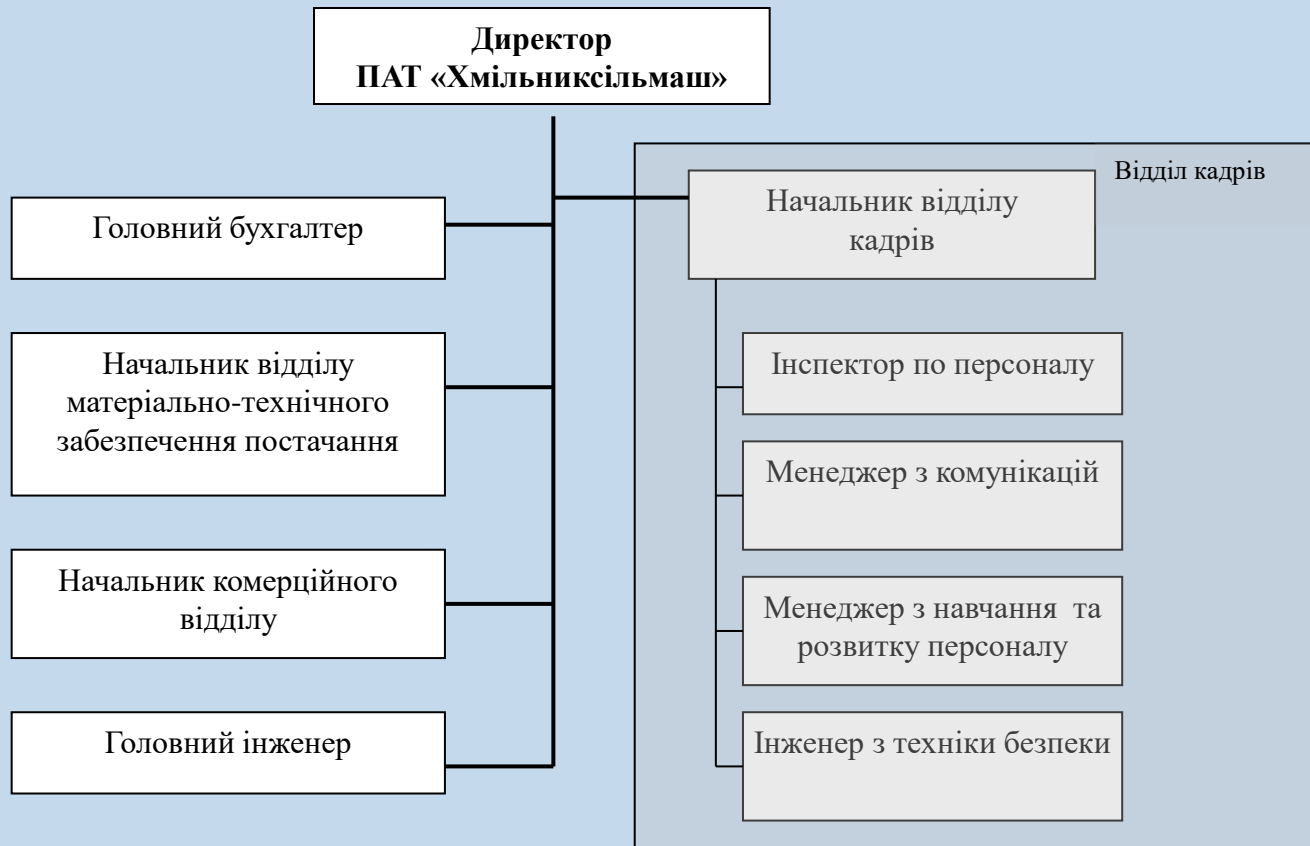 Директор
ПАТ «Хмільниксільмаш»
Відділ кадрів
Начальник відділу
кадрів
Головний бухгалтер
Начальник відділу
матеріально-технічного
забезпечення постачання
Інспектор по персоналу
Менеджер з комунікацій
Начальник комерційного
відділу
Менеджер з навчання та
розвитку персоналу
Головний інженер
Інженер з техніки безпеки